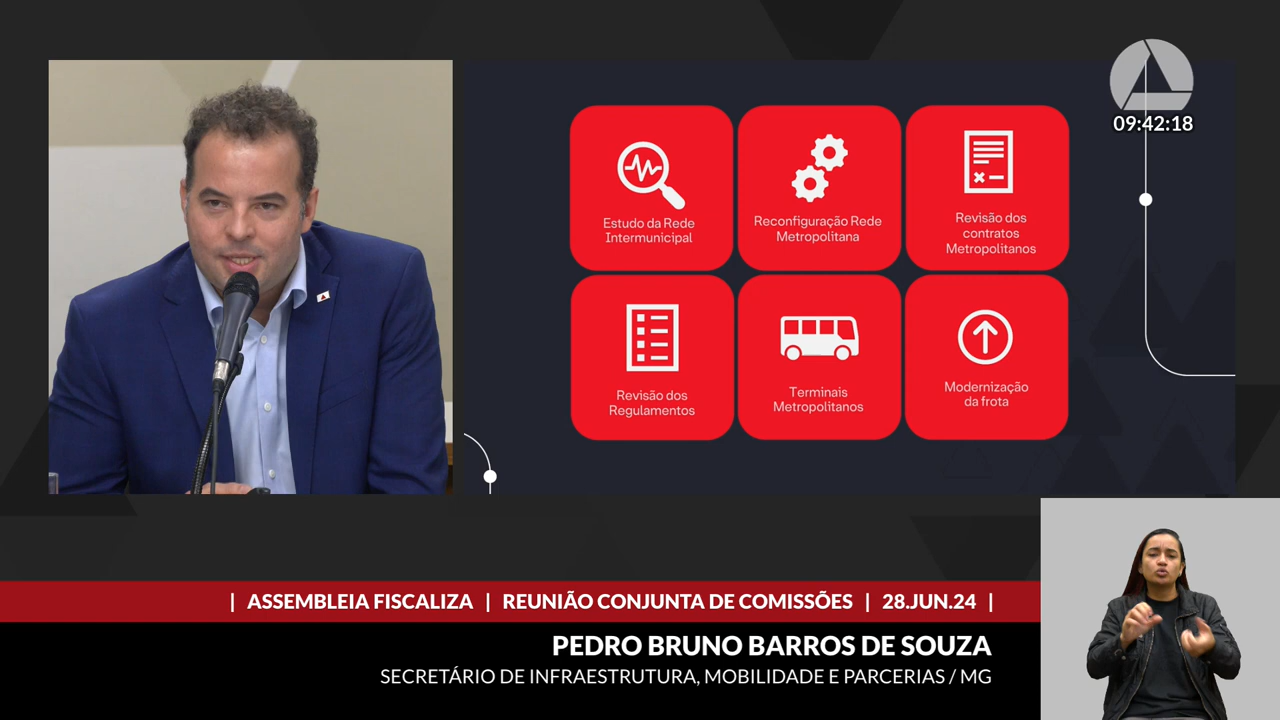 09:42:18
Estudo da Rede
Intermunicipal
Reconfiguração Rede
Metropolitana
Revisão dos
contratos
Metropolitanos
Revisão dos
Regulamentos
Terminais
Metropolitanos
Modernização
da frota
| ASSEMBLEIA FISCALIZA | REUNIÃO CONJUNTA DE COMISSÕES | 28.JUN.24 |
PEDRO BRUNO BARROS DE SOUZA
SECRETÁRIO DE INFRAESTRUTURA, MOBILIDADE E PARCERIAS / MG